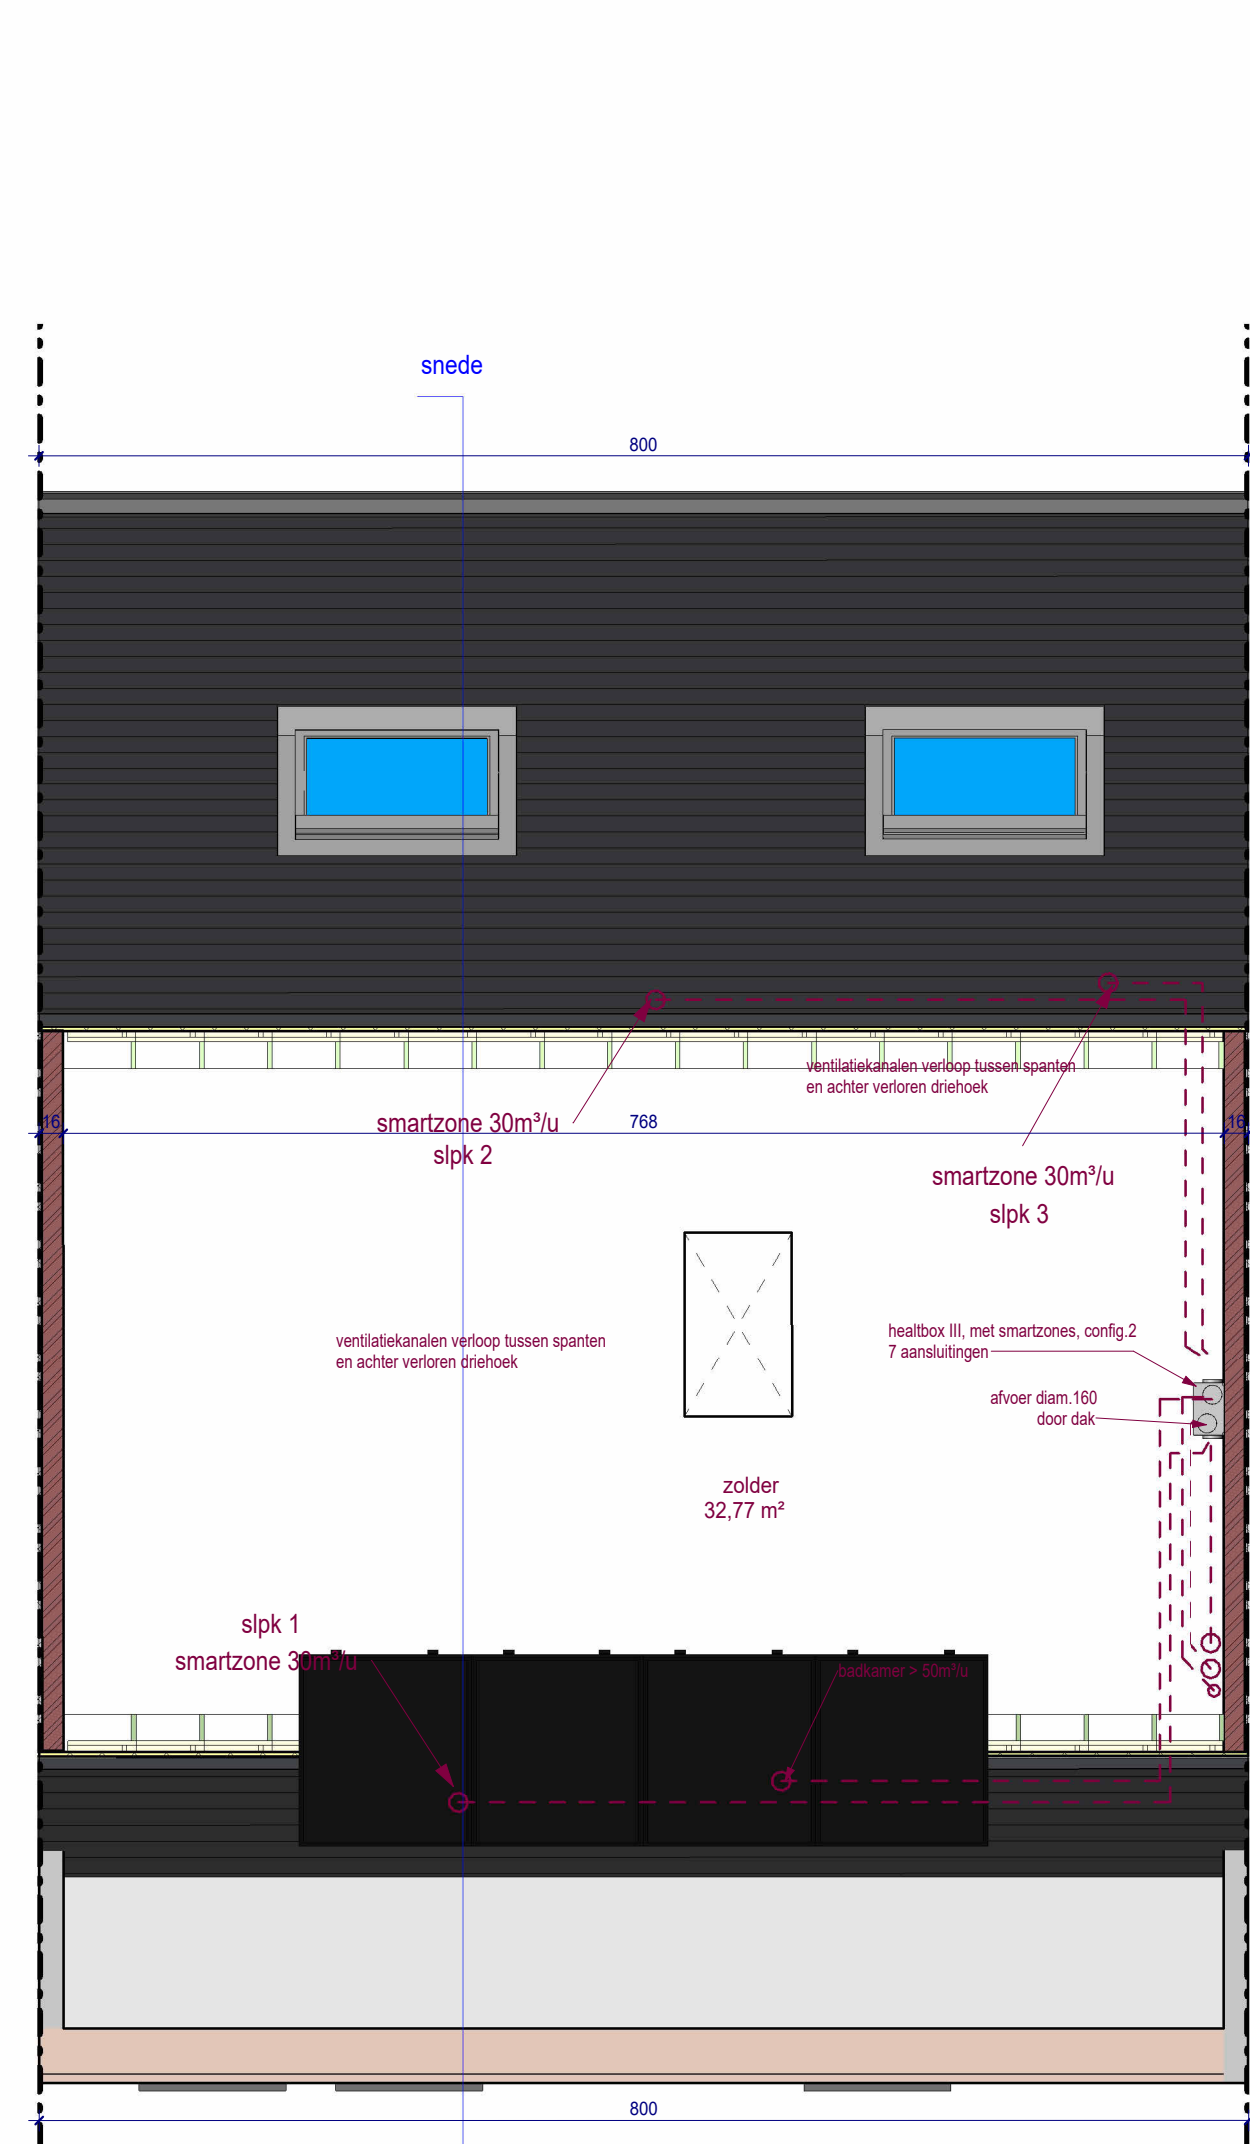 snede
800
ventilatiekanalen verloop tussen spanten
en achter verloren driehoek
smartzone 30m³/u
slpk 2
16
768
16
smartzone 30m³/u
slpk 3
healtbox III, met smartzones, config.2
7 aansluitingen
ventilatiekanalen verloop tussen spanten
en achter verloren driehoek
afvoer diam.160
door dak
zolder
32,77 m²
slpk 1
smartzone 30m³/u
badkamer > 50m³/u
800